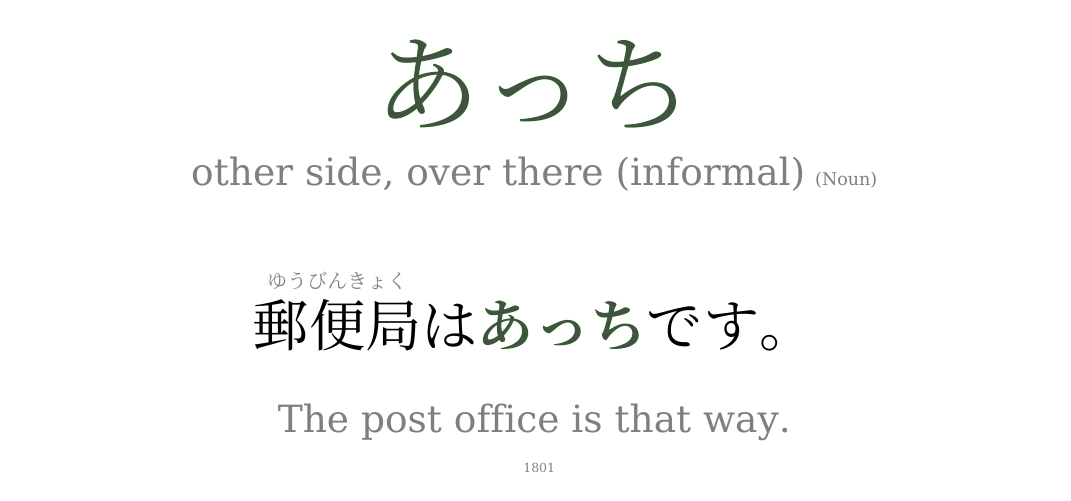 あっち
other side, over there (informal) (Noun)
ゆうびんきょく
郵便局はあっちです。
The post office is that way.
1801